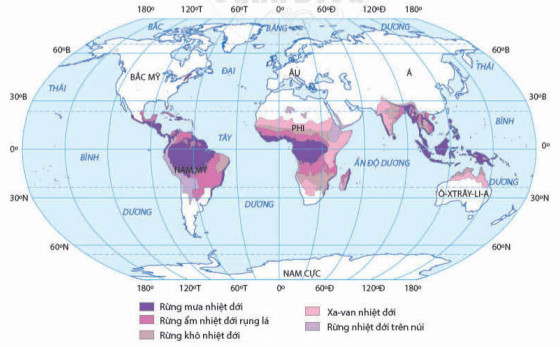 180° 120°T 60°T 0° 60°Đ 120°Đ 180°
BẮC BĂNG DƯƠNG
60°B 60°B
BẮC MỸ ĐẠI ÂU Á THÁI
THÁI
30°B 30°B
TÂY PHI BÌNH
0° 0°
BÌNH NAM MỸ ẤN ĐỘ DƯƠNG
DƯƠNG DƯƠNG DƯƠNG
Ô-XTRÂY-LI-A
30°N 30°N
60°N 60°N
NAM CỰC
180° 120°T 60°T 0° 60°Đ 120°Đ 180°
Rừng mưa nhiệt đới
Rừng ẩm nhiệt đới rụng lá
Rừng khô nhiệt đới
Xa-van nhiệt đới
Rừng nhiệt đới trên núi